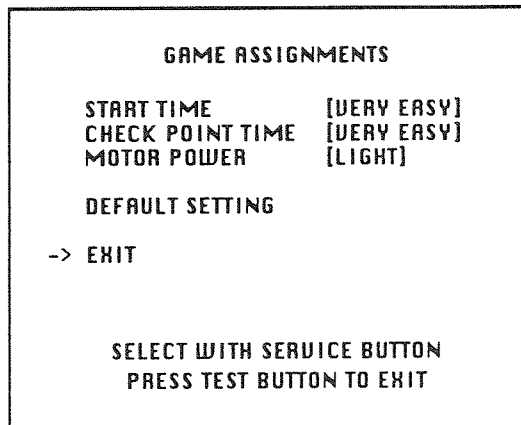 GAME ASSIGNMENTS
START TIME [VERY EASY]
CHECK POINT TIME [VERY EASY]
MOTOR POWER [LIGHT]
DEFAULT SETTING
-> EXIT
SELECT WITH SERVICE BUTTON
PRESS TEST BUTTON TO EXIT